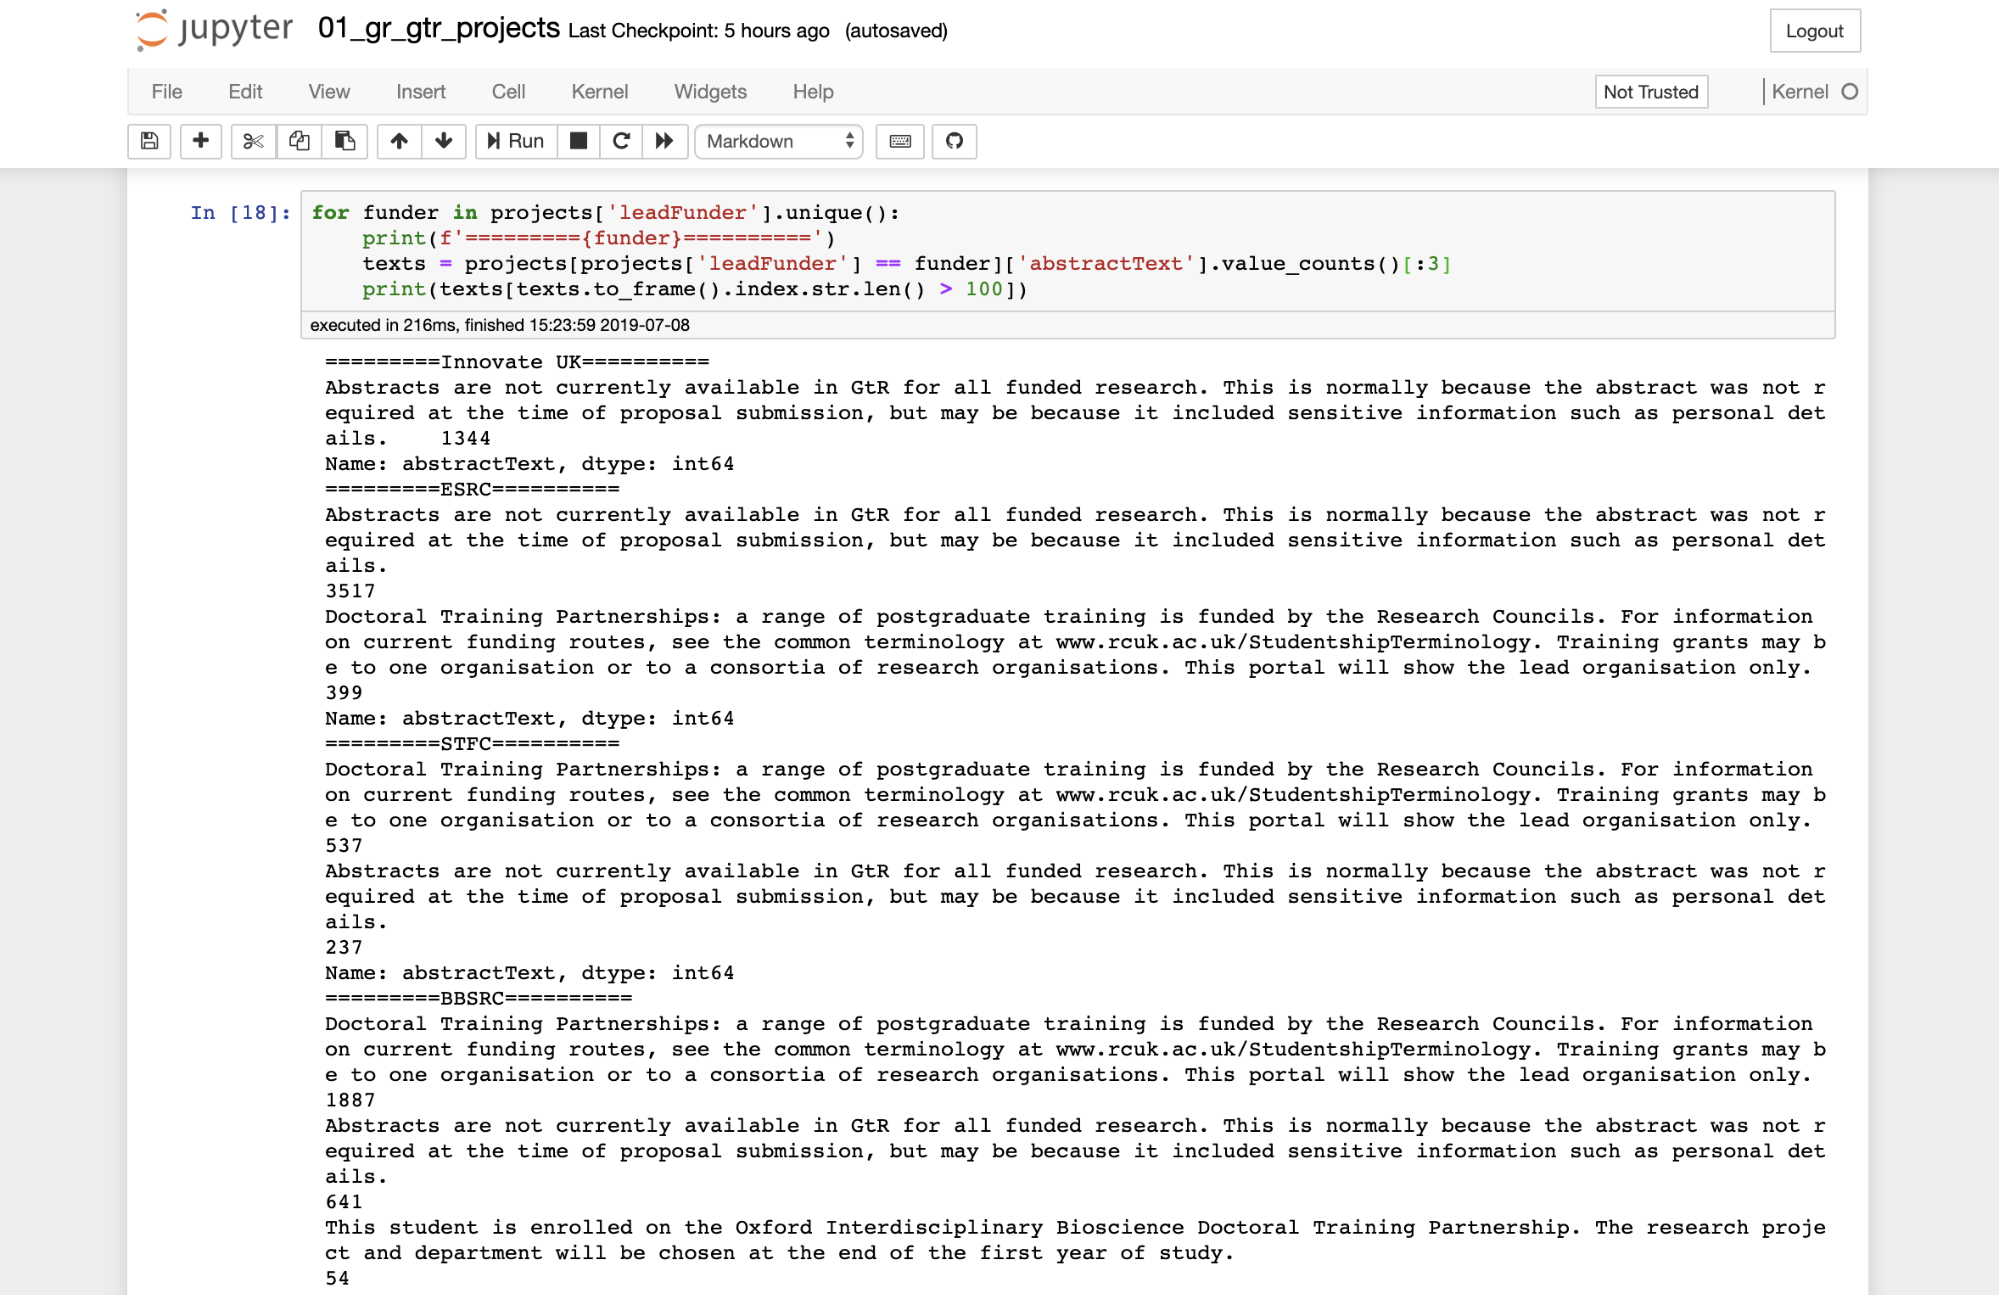 jupyter 01_gr_gtr_projects Last Checkpoint: 5 hours ago (autosaved) Logout
File Edit View Insert Cell Kernel Widgets Help Not Trusted Kernel
Run Markdown
In [18]: for funder in projects['leadFunder'].unique():
    print(f'========={funder}==========')
    texts = projects[projects['leadFunder'] == funder]['abstractText'].value_counts()[:3]
    print(texts[texts.to_frame().index.str.len() > 100])
executed in 216ms, finished 15:23:59 2019-07-08
=========Innovate UK==========
Abstracts are not currently available in GtR for all funded research. This is normally because the abstract was not r
equired at the time of proposal submission, but may be because it included sensitive information such as personal det
ails.    1344
Name: abstractText, dtype: int64
=========ESRC==========
Abstracts are not currently available in GtR for all funded research. This is normally because the abstract was not r
equired at the time of proposal submission, but may be because it included sensitive information such as personal det
ails.
3517
Doctoral Training Partnerships: a range of postgraduate training is funded by the Research Councils. For information
on current funding routes, see the common terminology at www.rcuk.ac.uk/StudentshipTerminology. Training grants may b
e to one organisation or to a consortia of research organisations. This portal will show the lead organisation only.
399
Name: abstractText, dtype: int64
=========STFC==========
Doctoral Training Partnerships: a range of postgraduate training is funded by the Research Councils. For information
on current funding routes, see the common terminology at www.rcuk.ac.uk/StudentshipTerminology. Training grants may b
e to one organisation or to a consortia of research organisations. This portal will show the lead organisation only.
537
Abstracts are not currently available in GtR for all funded research. This is normally because the abstract was not r
equired at the time of proposal submission, but may be because it included sensitive information such as personal det
ails.
237
Name: abstractText, dtype: int64
=========BBSRC==========
Doctoral Training Partnerships: a range of postgraduate training is funded by the Research Councils. For information
on current funding routes, see the common terminology at www.rcuk.ac.uk/StudentshipTerminology. Training grants may b
e to one organisation or to a consortia of research organisations. This portal will show the lead organisation only.
1887
Abstracts are not currently available in GtR for all funded research. This is normally because the abstract was not r
equired at the time of proposal submission, but may be because it included sensitive information such as personal det
ails.
641
This student is enrolled on the Oxford Interdisciplinary Bioscience Doctoral Training Partnership. The research proje
ct and department will be chosen at the end of the first year of study.
54